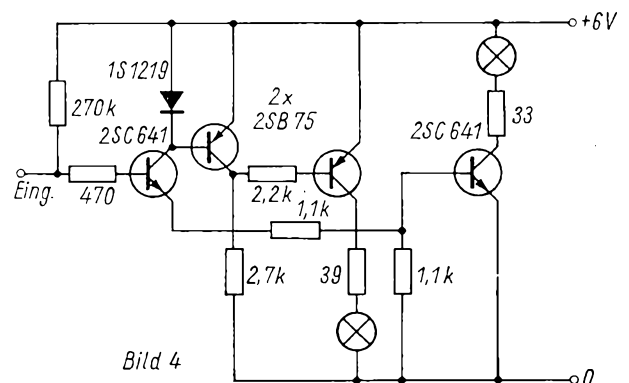 +6V
1S1219
270k
2x
2SB75
2SC641
2SC641
33
Eing.
470
2,2k
1,1k
2,7k
39
1,1k
Bild 4
0